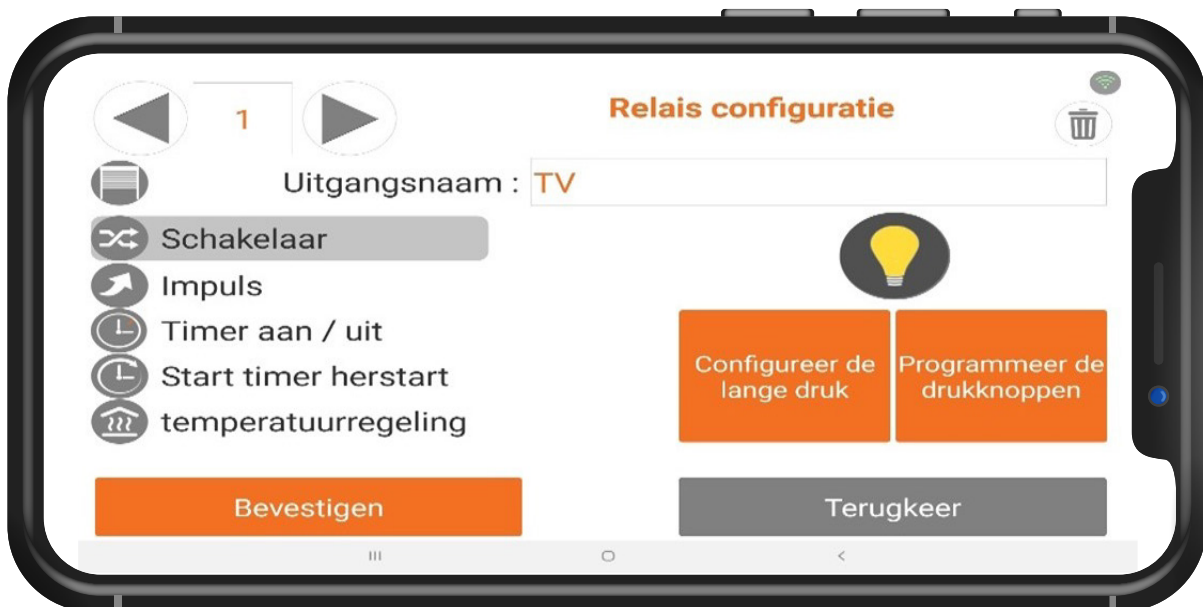 1
Relais configuratie
Uitgangsnaam : TV
Schakelaar
Impuls
Timer aan / uit
Start timer herstart
temperatuurregeling
Configureer de
lange druk
Programmeer de
drukknoppen
Bevestigen
Terugkeer